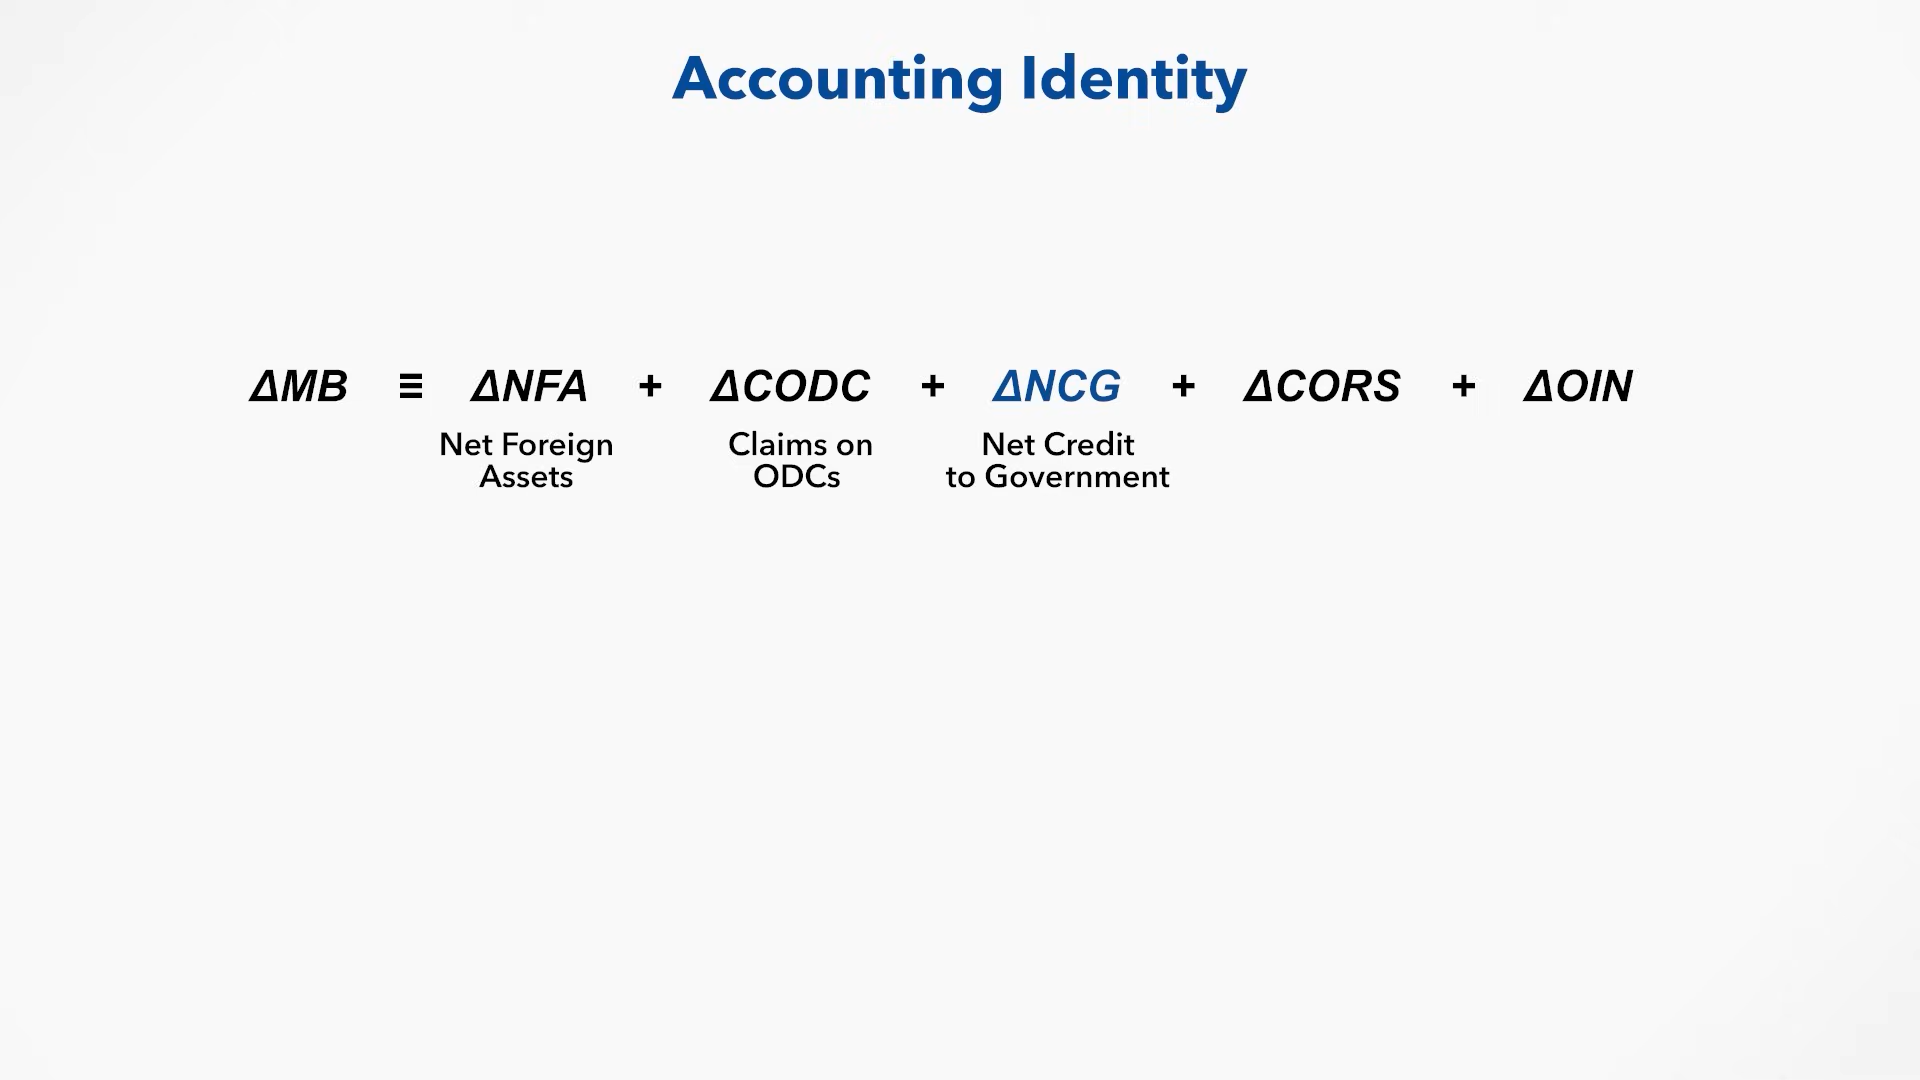 Accounting Identity
ΔMB ≡ ΔNFA + ΔCODC + ΔNCG + ΔCORS + ΔOIN
Net Foreign Claims on Net Credit
Assets ODCs to Government